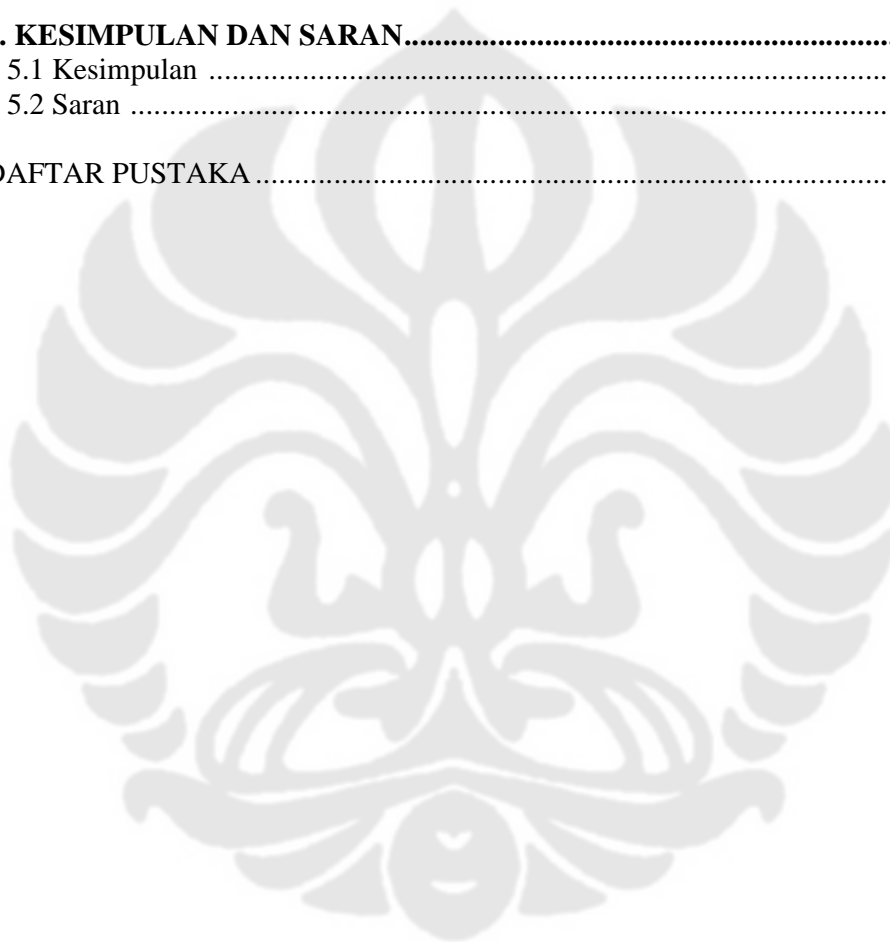 . KESIMPULAN DAN SARAN..............................................................
5.1 Kesimpulan ........................................................................................
5.2 Saran .................................................................................................
DAFTAR PUSTAKA ...................................................................................